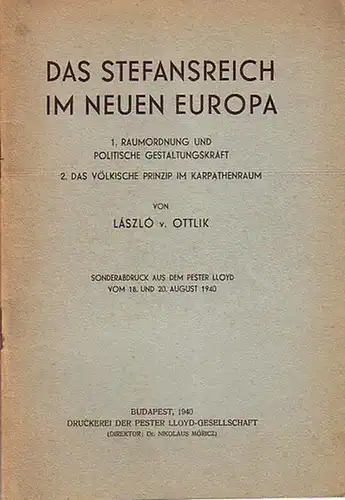 DAS STEFANSREICH
IM NEUEN EUROPA
1. RAUMORDNUNG UND
POLITISCHE GESTALTUNGSKRAFT
2. DAS VÖLKISCHE PRINZIP IM KARPATHENRAUM
VON
LÁSZLÓ v. OTTLIK
SONDERABDRUCK AUS DEM PESTER LLOYD
VOM 18. UND 20. AUGUST 1940
BUDAPEST, 1940
DRUCKEREI DER PESTER LLOYD-GESELLSCHAFT
(DIREKTOR: Dr. NIKOLAUS MÓRICZ)